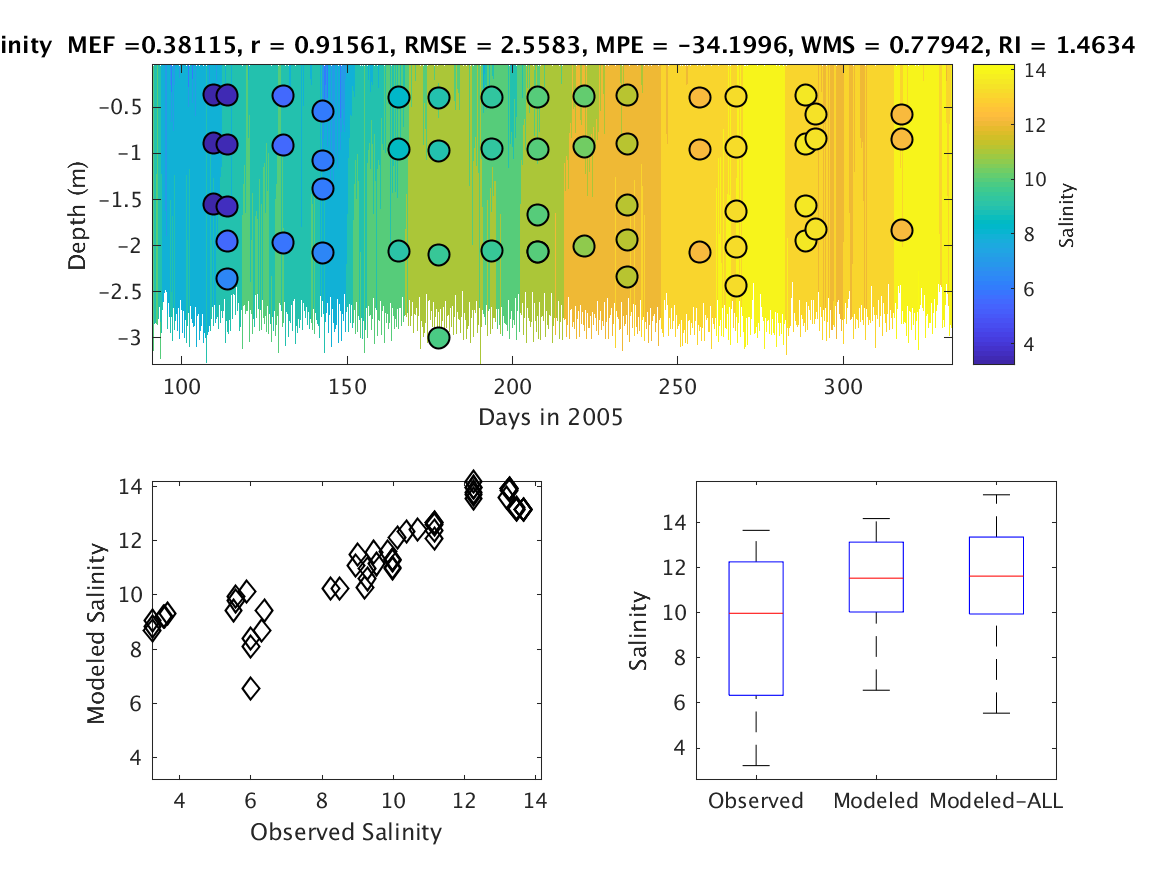 inity MEF =0.38115, r = 0.91561, RMSE = 2.5583, MPE = -34.1996, WMS = 0.77942, RI = 1.4634
-0.5
-1
-1.5
-2
-2.5
-3
Depth (m)
100 150 200 250 300
Days in 2005
14
12
10
8
6
4
Salinity
14
12
10
8
6
4
Modeled Salinity
4 6 8 10 12 14
Observed Salinity
14
12
10
8
6
4
Salinity
Observed Modeled Modeled-ALL